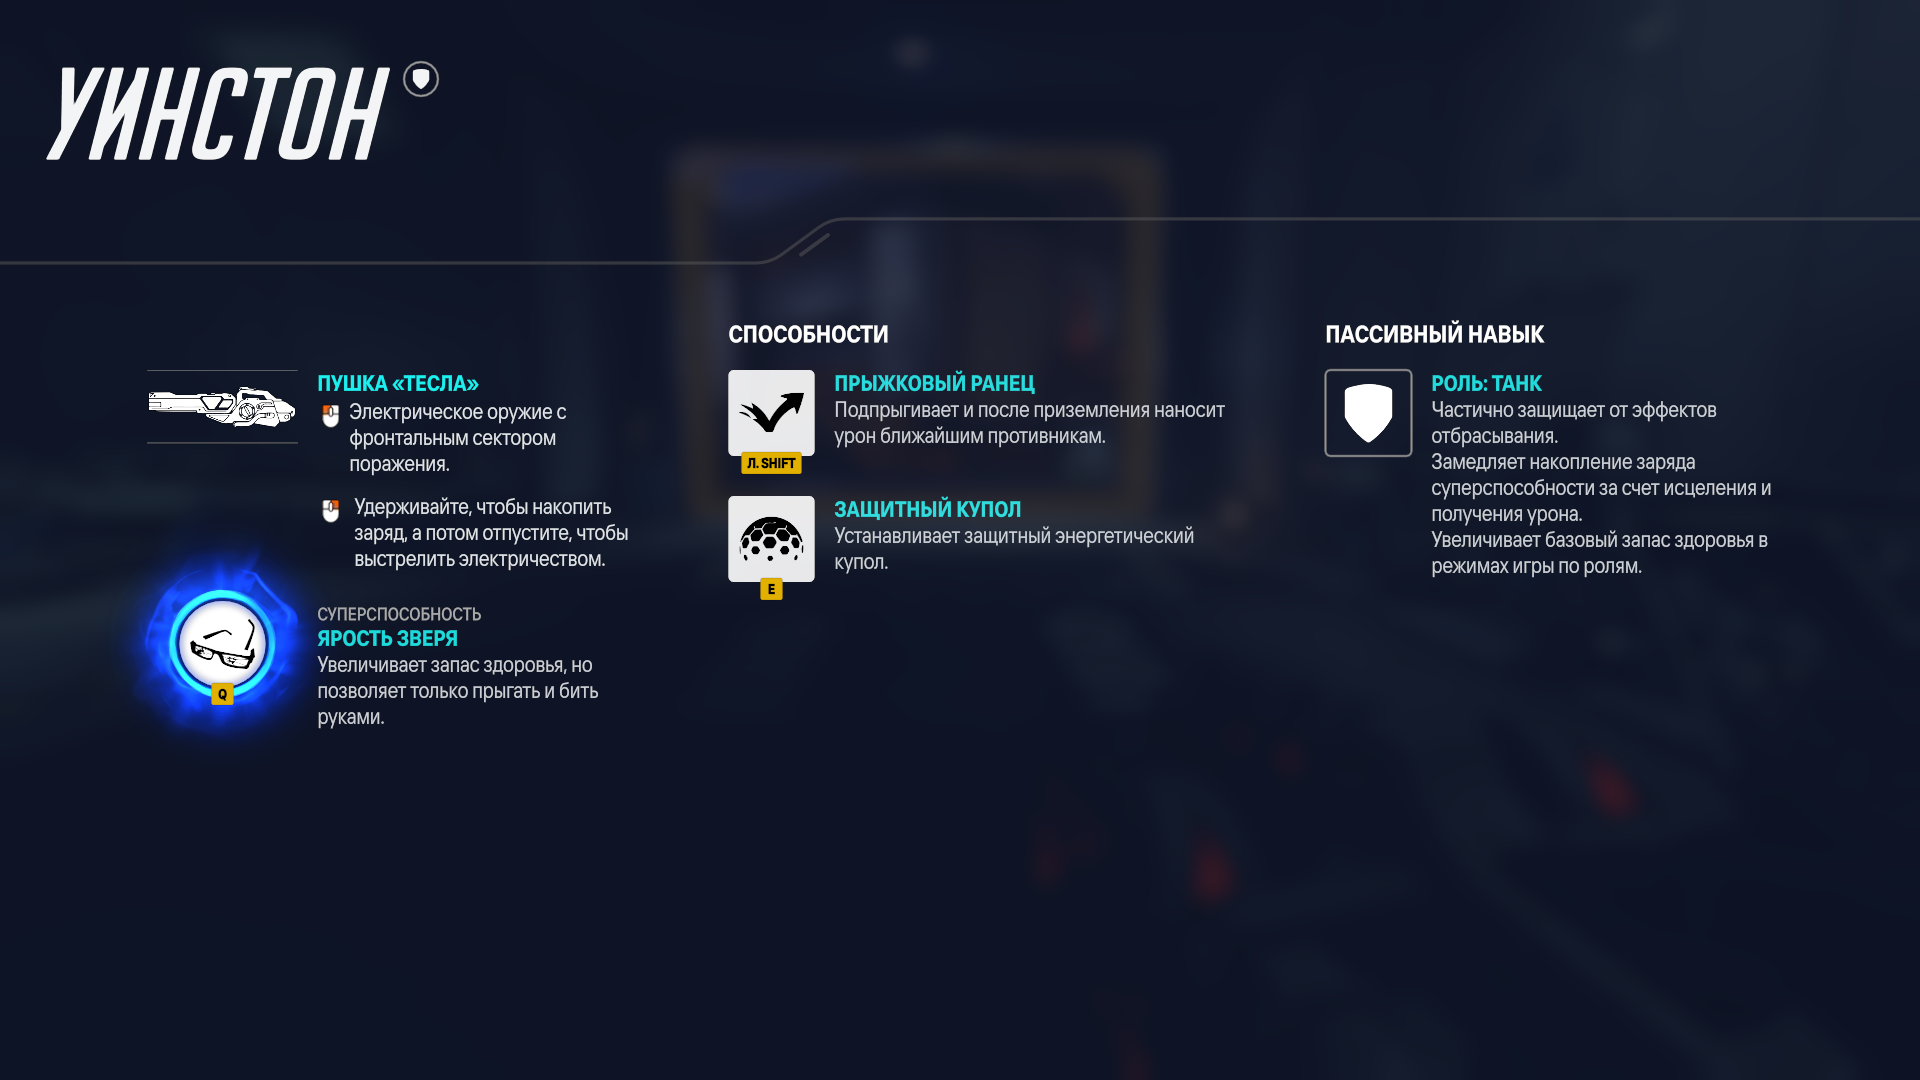 УИНСТОН
ПУШКА «ТЕСЛА»
Электрическое оружие с
фронтальным сектором
поражения.
Удерживайте, чтобы накопить
заряд, а потом отпустите, чтобы
выстрелить электричеством.
Q
СУПЕРСПОСОБНОСТЬ
ЯРОСТЬ ЗВЕРЯ
Увеличивает запас здоровья, но
позволяет только прыгать и бить
руками.
СПОСОБНОСТИ
ПРЫЖКОВЫЙ РАНЕЦ
Подпрыгивает и после приземления наносит
урон ближайшим противникам.
Л. SHIFT
ЗАЩИТНЫЙ КУПОЛ
Устанавливает защитный энергетический
купол.
E
ПАССИВНЫЙ НАВЫК
РОЛЬ: ТАНК
Частично защищает от эффектов
отбрасывания.
Замедляет накопление заряда
суперспособности за счет исцеления и
получения урона.
Увеличивает базовый запас здоровья в
режимах игры по ролям.